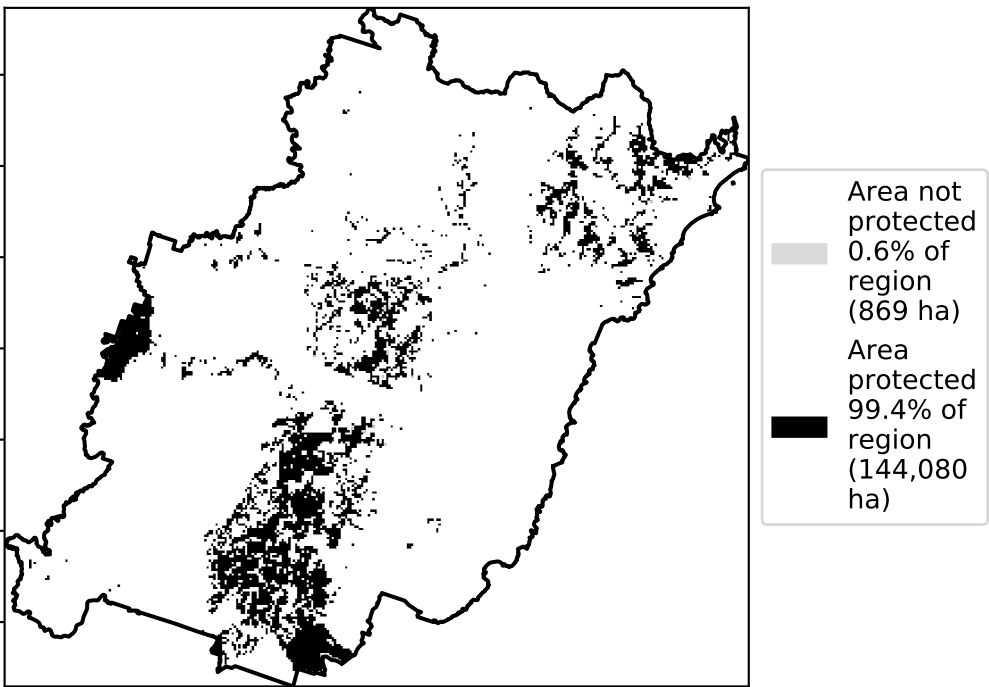 Area not
protected
0.6% of
region
(869 ha)
Area
protected
99.4% of
region
(144,080
ha)